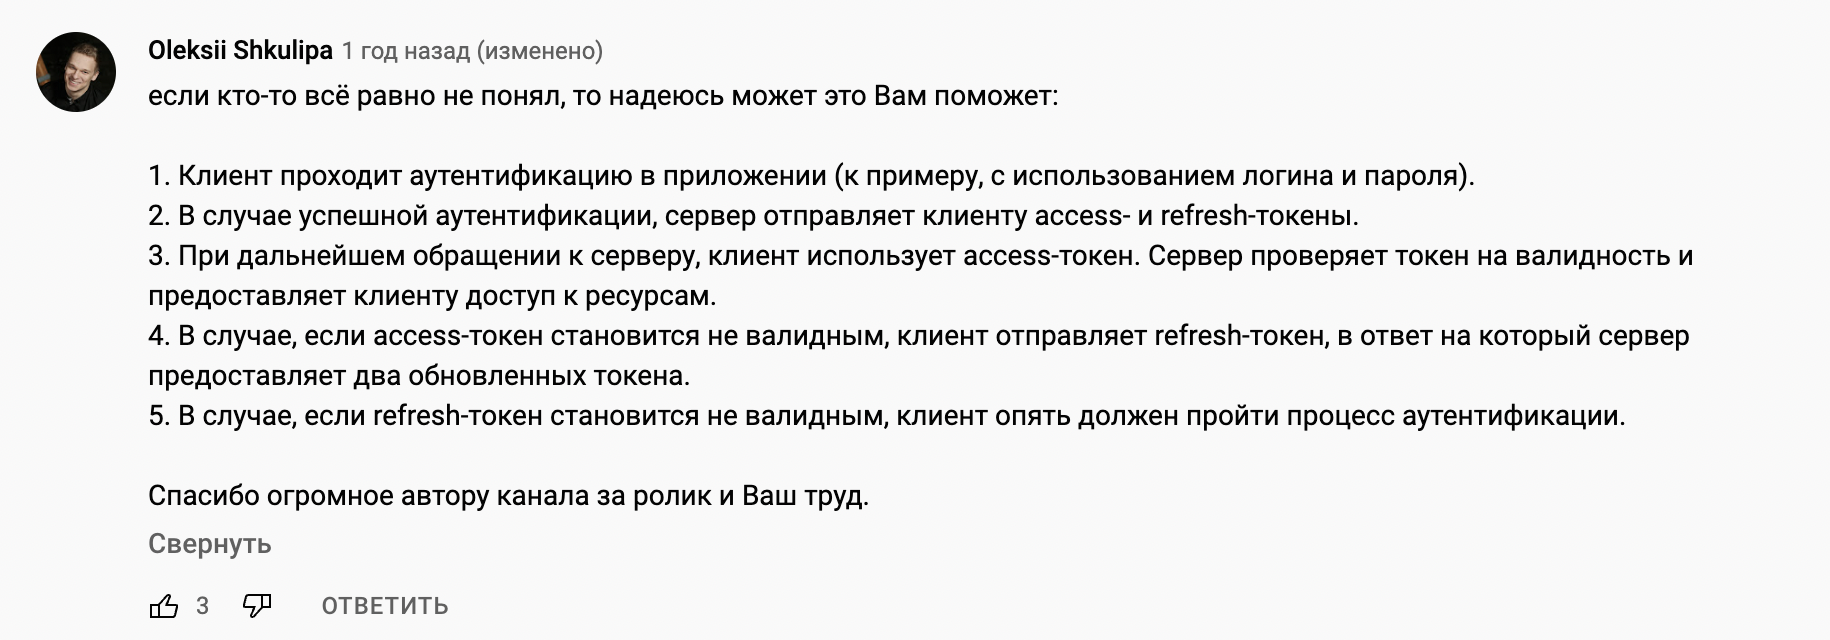 Oleksii Shkulipa 1 год назад (изменено)
если кто-то всё равно не понял, то надеюсь может это Вам поможет:
1. Клиент проходит аутентификацию в приложении (к примеру, с использованием логина и пароля).
2. В случае успешной аутентификации, сервер отправляет клиенту access- и refresh-токены.
3. При дальнейшем обращении к серверу, клиент использует access-токен. Сервер проверяет токен на валидность и
предоставляет клиенту доступ к ресурсам.
4. В случае, если access-токен становится не валидным, клиент отправляет refresh-токен, в ответ на который сервер
предоставляет два обновленных токена.
5. В случае, если refresh-токен становится не валидным, клиент опять должен пройти процесс аутентификации.
Спасибо огромное автору канала за ролик и Ваш труд.
Свернуть
3 ОТВЕТИТЬ